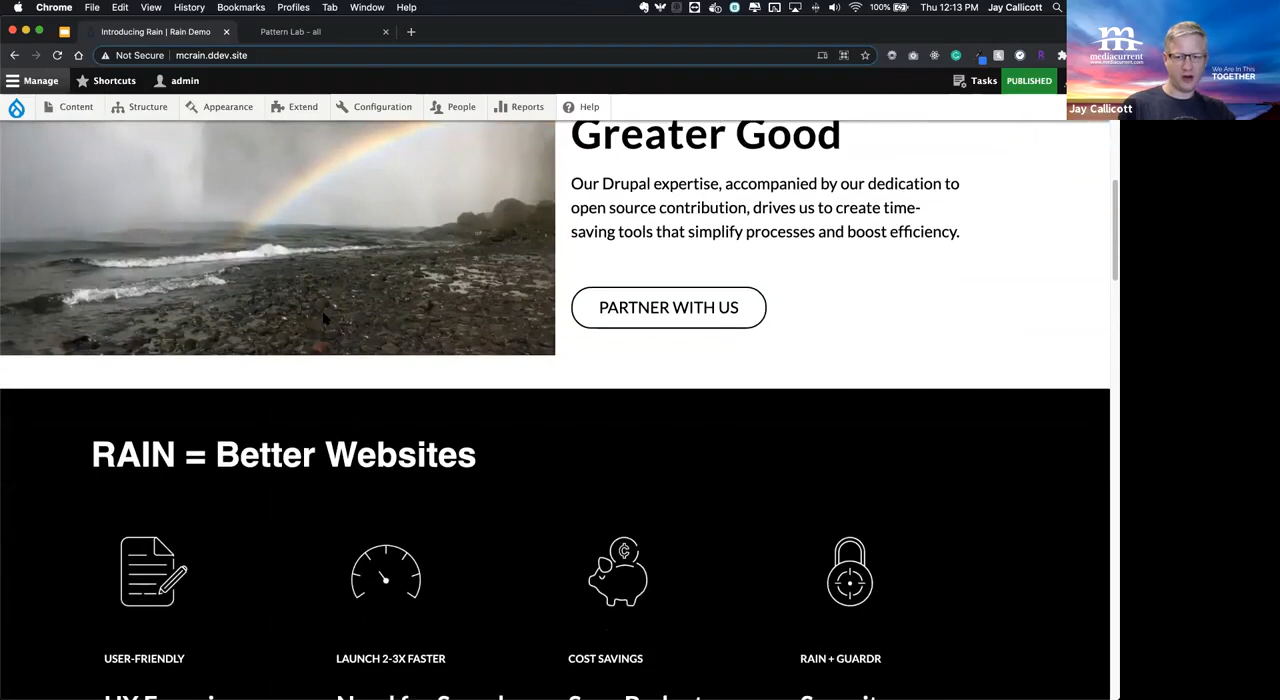 Chrome File Edit View History Bookmarks Profiles Tab Window Help 100% Thu 12:13 PM Jay Callicott
Introducing Rain | Rain Demo
Pattern Lab - all
Not Secure mcrain.ddev.site
Manage Shortcuts admin Tasks PUBLISHED
Content Structure Appearance Extend Configuration People Reports Help
m
mediacurrent
www.mediacurrent.com
We Are In This
TOGETHER
Jay Callicott
Greater Good
Our Drupal expertise, accompanied by our dedication to
open source contribution, drives us to create time-
saving tools that simplify processes and boost efficiency.
PARTNER WITH US
RAIN = Better Websites
USER-FRIENDLY
LAUNCH 2-3X FASTER
COST SAVINGS
RAIN + GUARDR